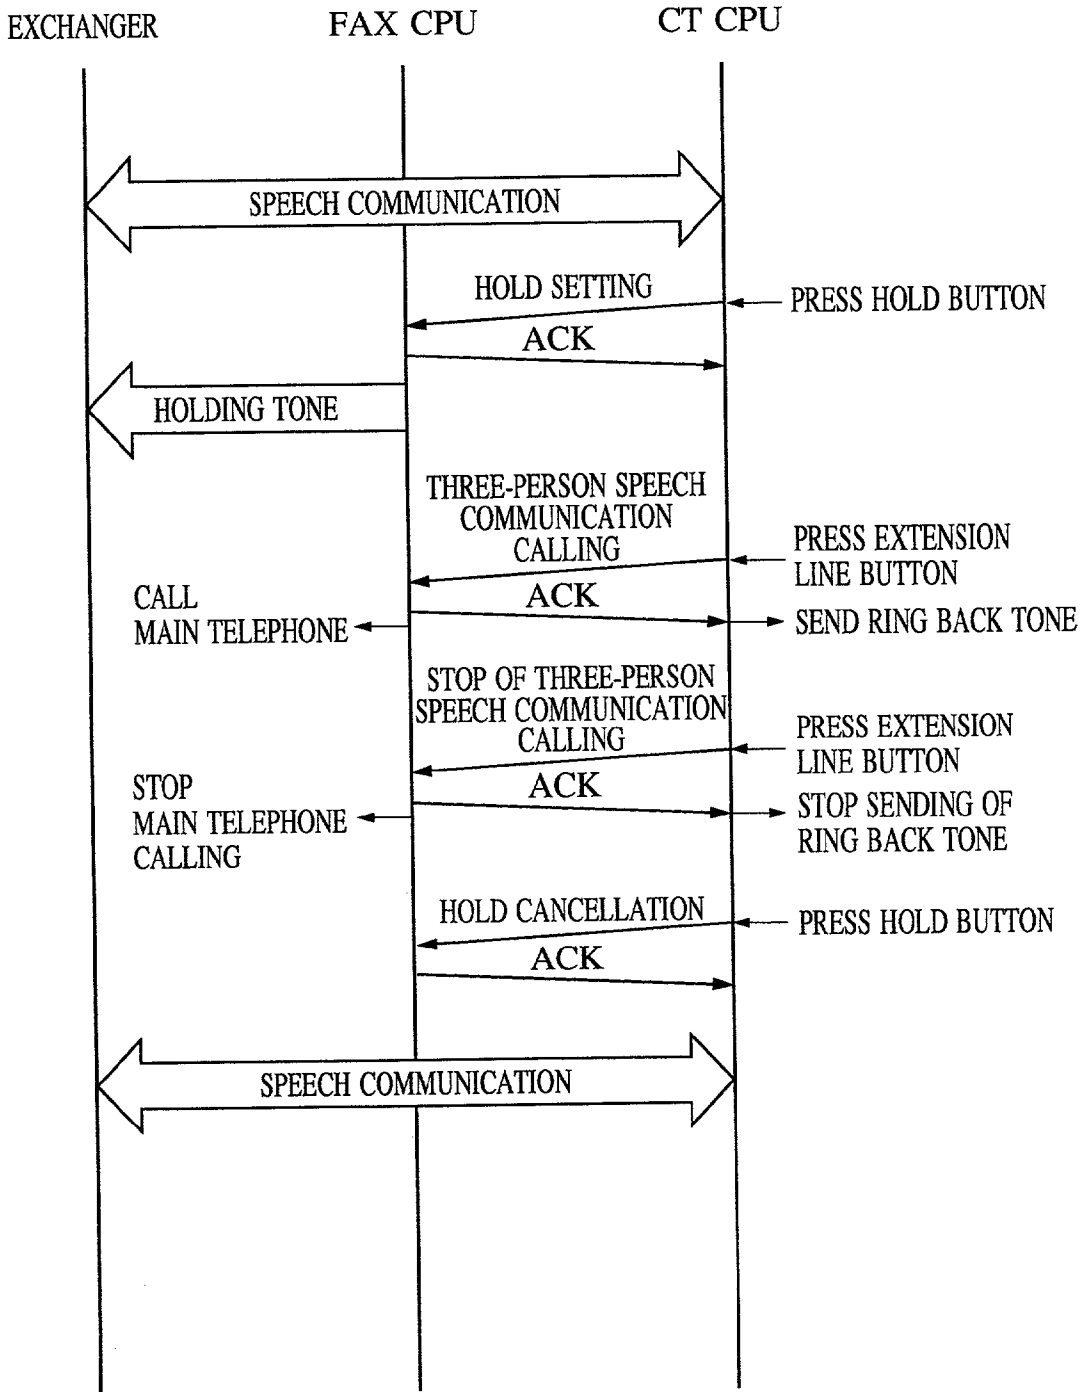 EXCHANGER
FAX CPU
CT CPU
SPEECH COMMUNICATION
HOLD SETTING
PRESS HOLD BUTTON
ACK
HOLDING TONE
THREE-PERSON SPEECH
COMMUNICATION
CALLING
PRESS EXTENSION
LINE BUTTON
ACK
CALL
MAIN TELEPHONE
SEND RING BACK TONE
STOP OF THREE-PERSON
SPEECH COMMUNICATION
CALLING
PRESS EXTENSION
LINE BUTTON
ACK
STOP
MAIN TELEPHONE
CALLING
STOP SENDING OF
RING BACK TONE
HOLD CANCELLATION
PRESS HOLD BUTTON
ACK
SPEECH COMMUNICATION